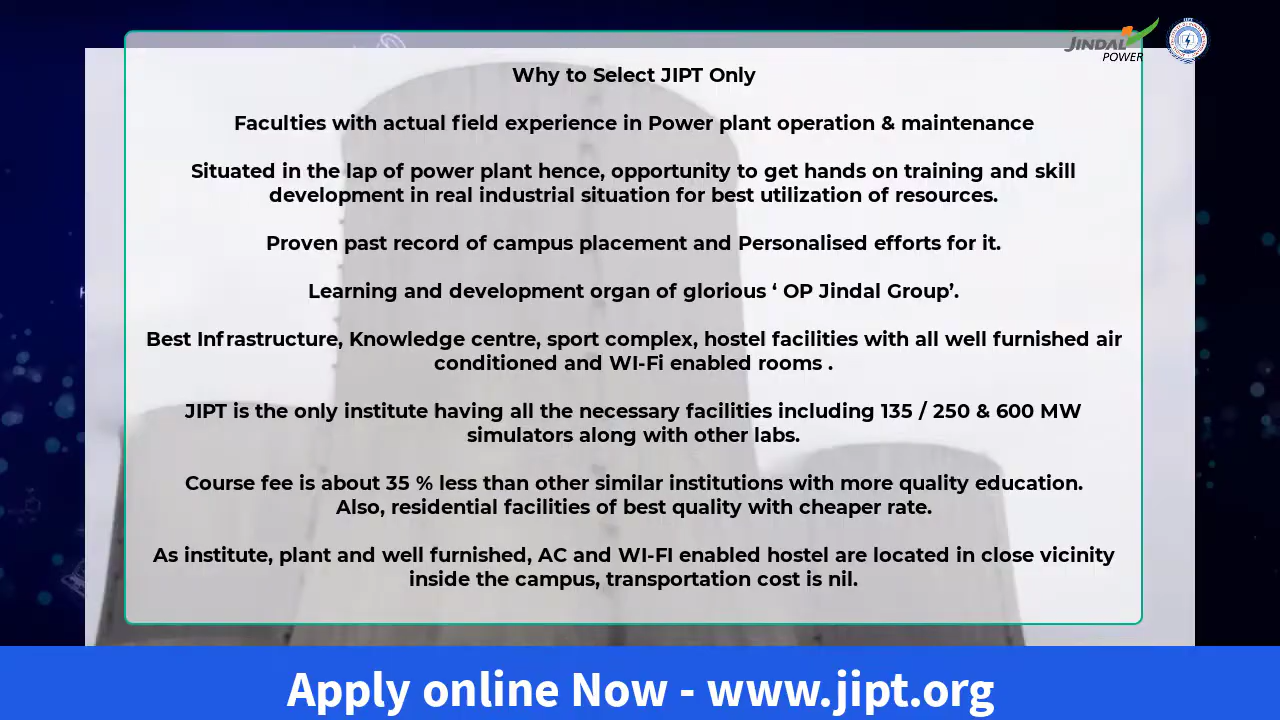 JINDAL
POWER
JIPT
Why to Select JIPT Only
Faculties with actual field experience in Power plant operation & maintenance
Situated in the lap of power plant hence, opportunity to get hands on training and skill
development in real industrial situation for best utilization of resources.
Proven past record of campus placement and Personalised efforts for it.
Learning and development organ of glorious ‘ OP Jindal Group’.
Best Infrastructure, Knowledge centre, sport complex, hostel facilities with all well furnished air
conditioned and WI-Fi enabled rooms .
JIPT is the only institute having all the necessary facilities including 135 / 250 & 600 MW
simulators along with other labs.
Course fee is about 35 % less than other similar institutions with more quality education.
Also, residential facilities of best quality with cheaper rate.
As institute, plant and well furnished, AC and WI-FI enabled hostel are located in close vicinity
inside the campus, transportation cost is nil.
Apply online Now - www.jipt.org